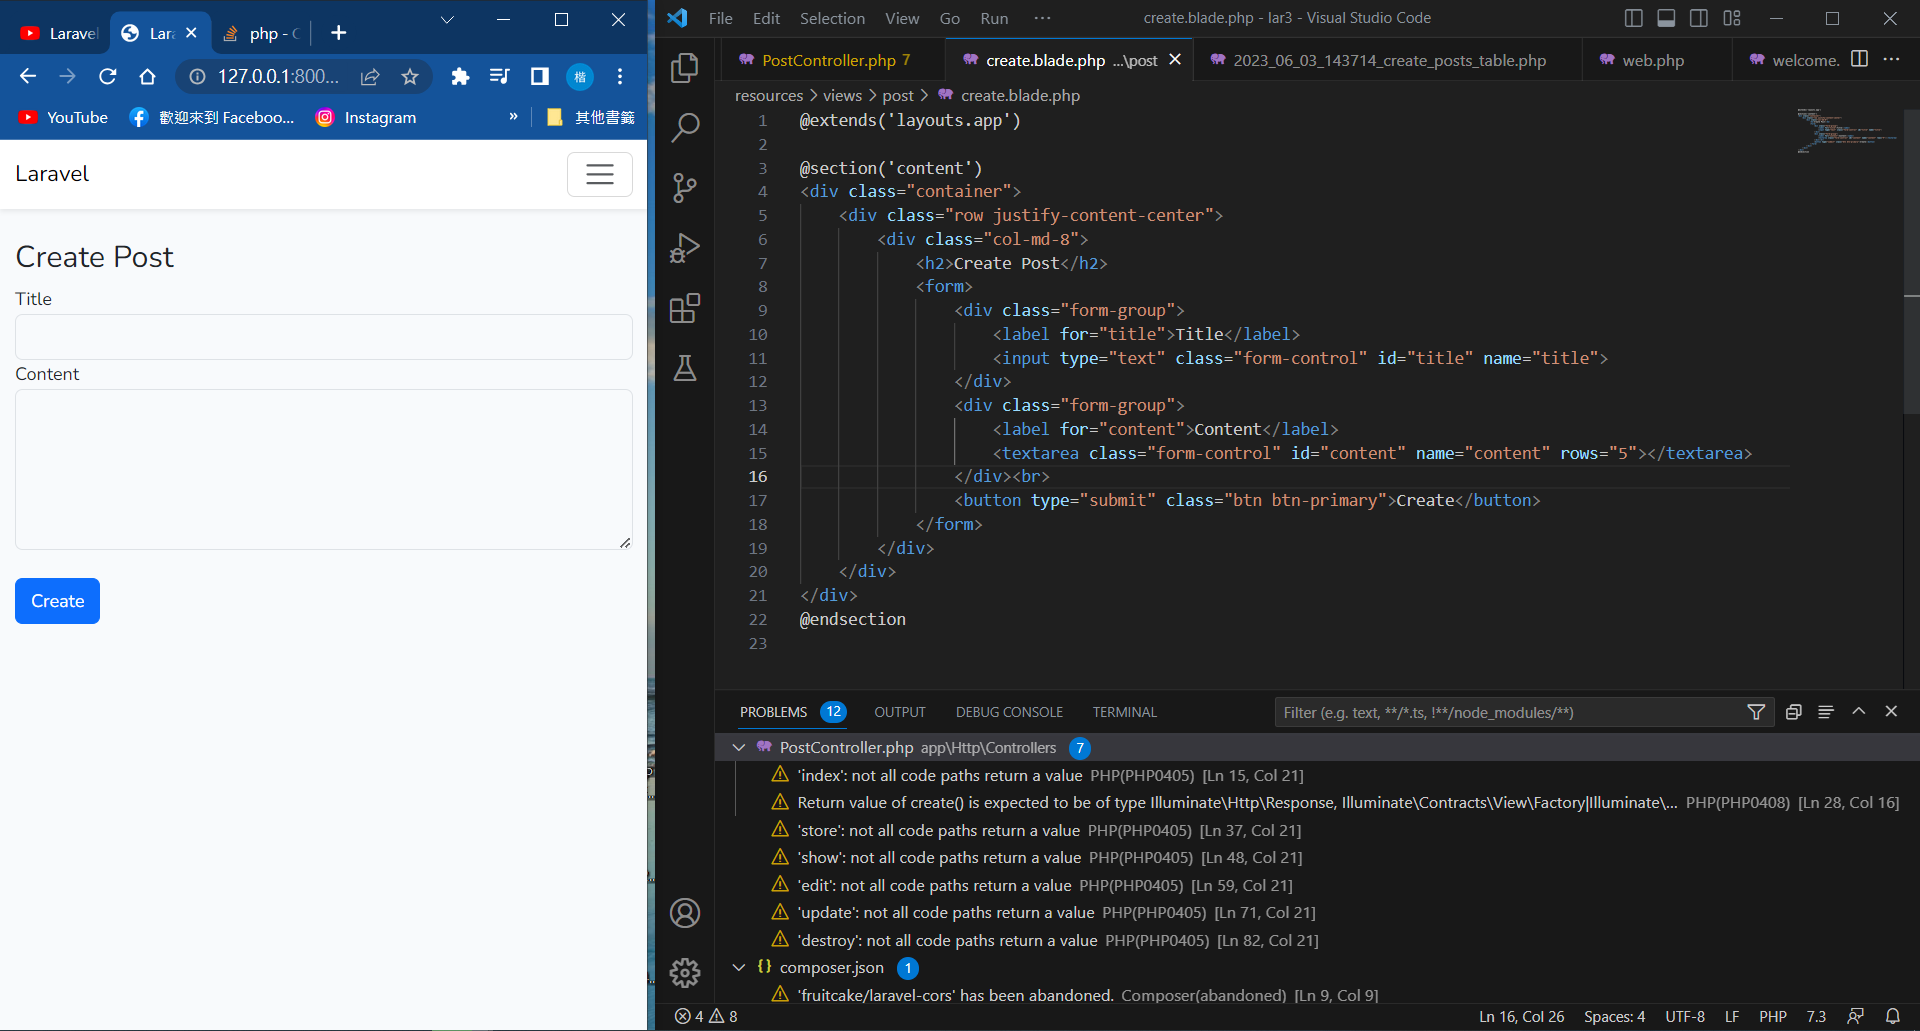 Laravel
Lar
php - C
127.0.0.1:800...
楷
YouTube
歡迎來到 Faceboo...
Instagram
»
其他書籤
Laravel
Create Post
Title
Content
Create
File Edit Selection View Go Run ···
create.blade.php - lar3 - Visual Studio Code
PostController.php 7
create.blade.php ...\post
2023_06_03_143714_create_posts_table.php
web.php
welcome.
resources > views > post > create.blade.php
1 @extends('layouts.app')
2
3 @section('content')
4 <div class="container">
5 <div class="row justify-content-center">
6 <div class="col-md-8">
7 <h2>Create Post</h2>
8 <form>
9 <div class="form-group">
10 <label for="title">Title</label>
11 <input type="text" class="form-control" id="title" name="title">
12 </div>
13 <div class="form-group">
14 <label for="content">Content</label>
15 <textarea class="form-control" id="content" name="content" rows="5"></textarea>
16 </div><br>
17 <button type="submit" class="btn btn-primary">Create</button>
18 </form>
19 </div>
20 </div>
21 </div>
22 @endsection
23
PROBLEMS 12 OUTPUT DEBUG CONSOLE TERMINAL
Filter (e.g. text, **/*.ts, !**/node_modules/**)
PostController.php app\Http\Controllers 7
'index': not all code paths return a value PHP(PHP0405) [Ln 15, Col 21]
Return value of create() is expected to be of type Illuminate\Http\Response, Illuminate\Contracts\View\Factory|Illuminate\... PHP(PHP0408) [Ln 28, Col 16]
'store': not all code paths return a value PHP(PHP0405) [Ln 37, Col 21]
'show': not all code paths return a value PHP(PHP0405) [Ln 48, Col 21]
'edit': not all code paths return a value PHP(PHP0405) [Ln 59, Col 21]
'update': not all code paths return a value PHP(PHP0405) [Ln 71, Col 21]
'destroy': not all code paths return a value PHP(PHP0405) [Ln 82, Col 21]
{} composer.json 1
'fruitcake/laravel-cors' has been abandoned. Composer(abandoned) [Ln 9, Col 9]
4 8
Ln 16, Col 26 Spaces: 4 UTF-8 LF PHP 7.3